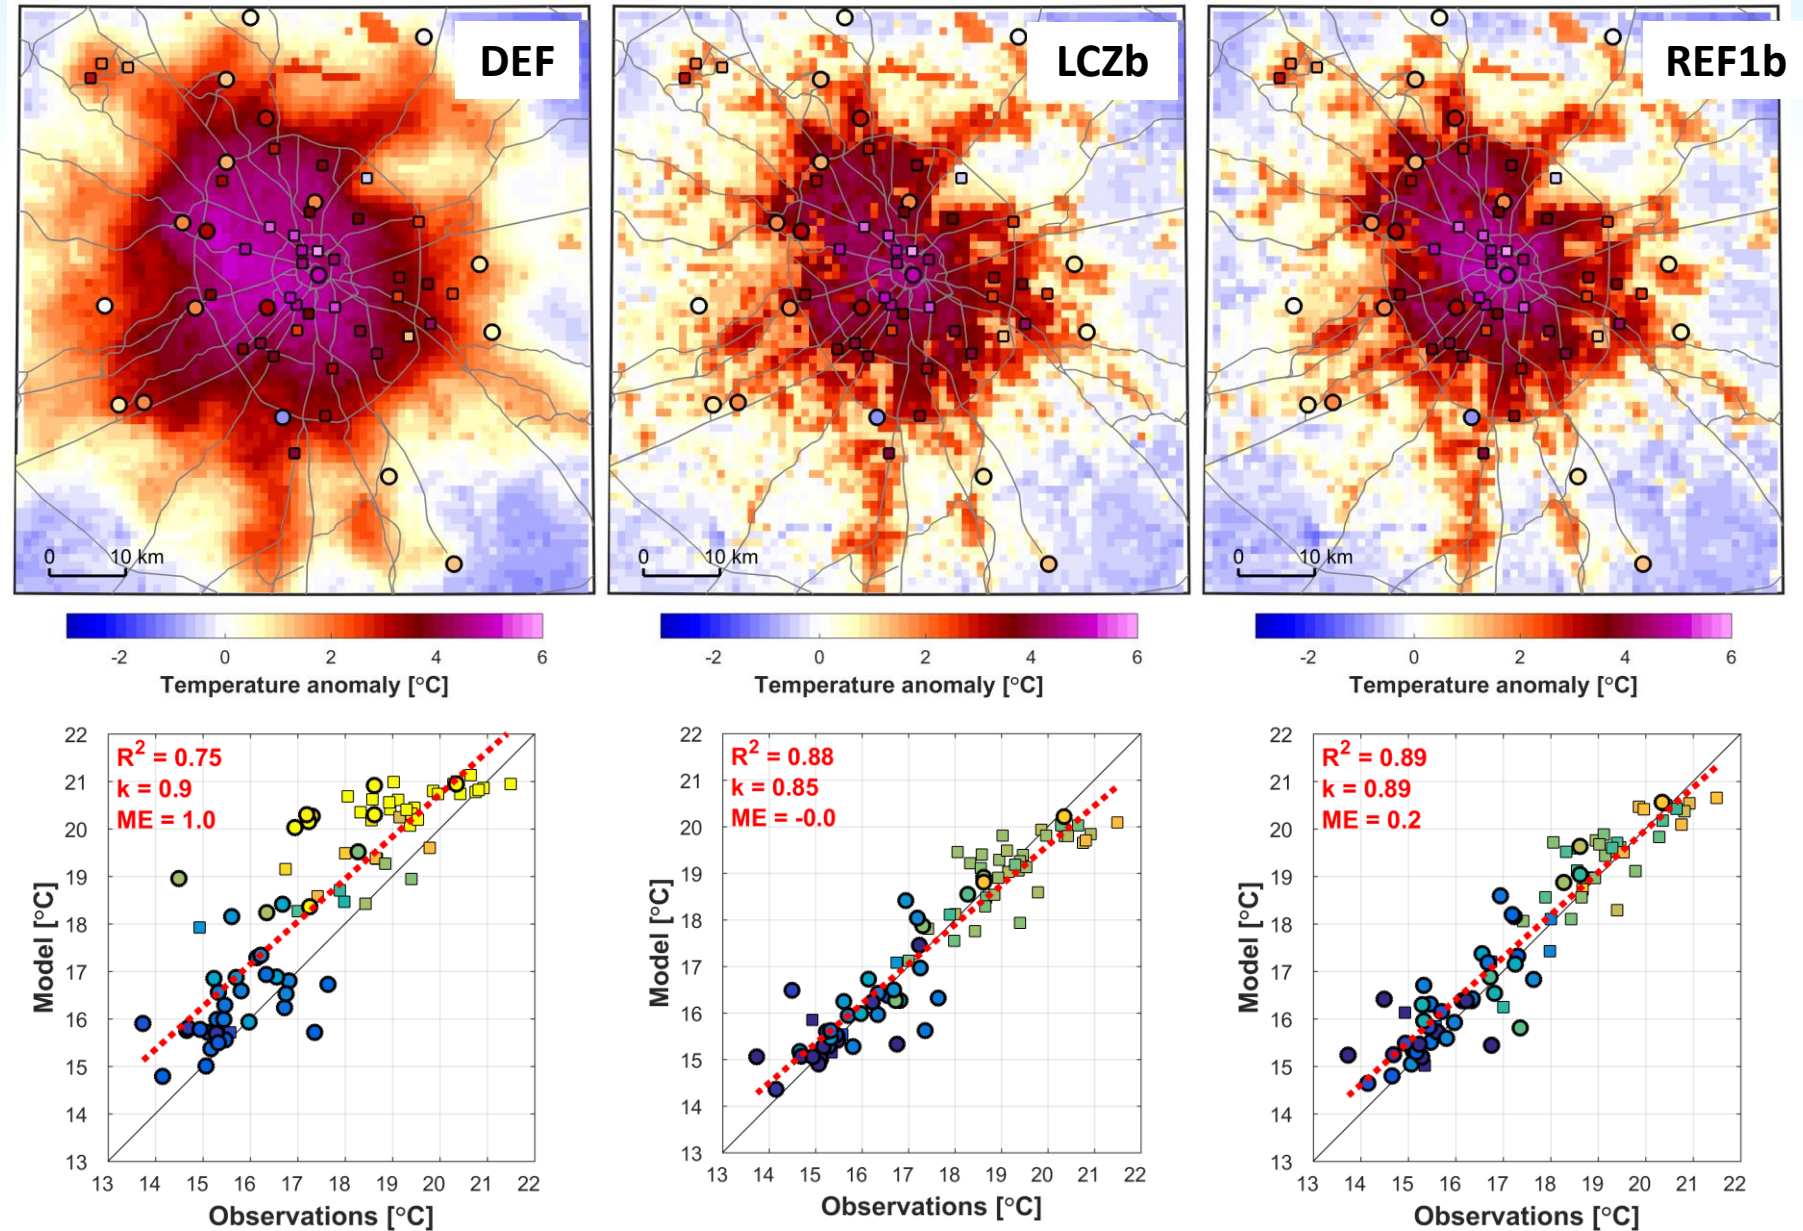 DEF
LCZb
REF1b
0 10 km
0 10 km
0 10 km
-2 0 2 4 6
Temperature anomaly [°C]
-2 0 2 4 6
Temperature anomaly [°C]
-2 0 2 4 6
Temperature anomaly [°C]
R² = 0.75
k = 0.9
ME = 1.0
22
21
20
19
18
17
16
15
14
13
Model [°C]
13 14 15 16 17 18 19 20 21 22
Observations [°C]
R² = 0.88
k = 0.85
ME = -0.0
22
21
20
19
18
17
16
15
14
13
Model [°C]
13 14 15 16 17 18 19 20 21 22
Observations [°C]
R² = 0.89
k = 0.89
ME = 0.2
22
21
20
19
18
17
16
15
14
13
Model [°C]
13 14 15 16 17 18 19 20 21 22
Observations [°C]